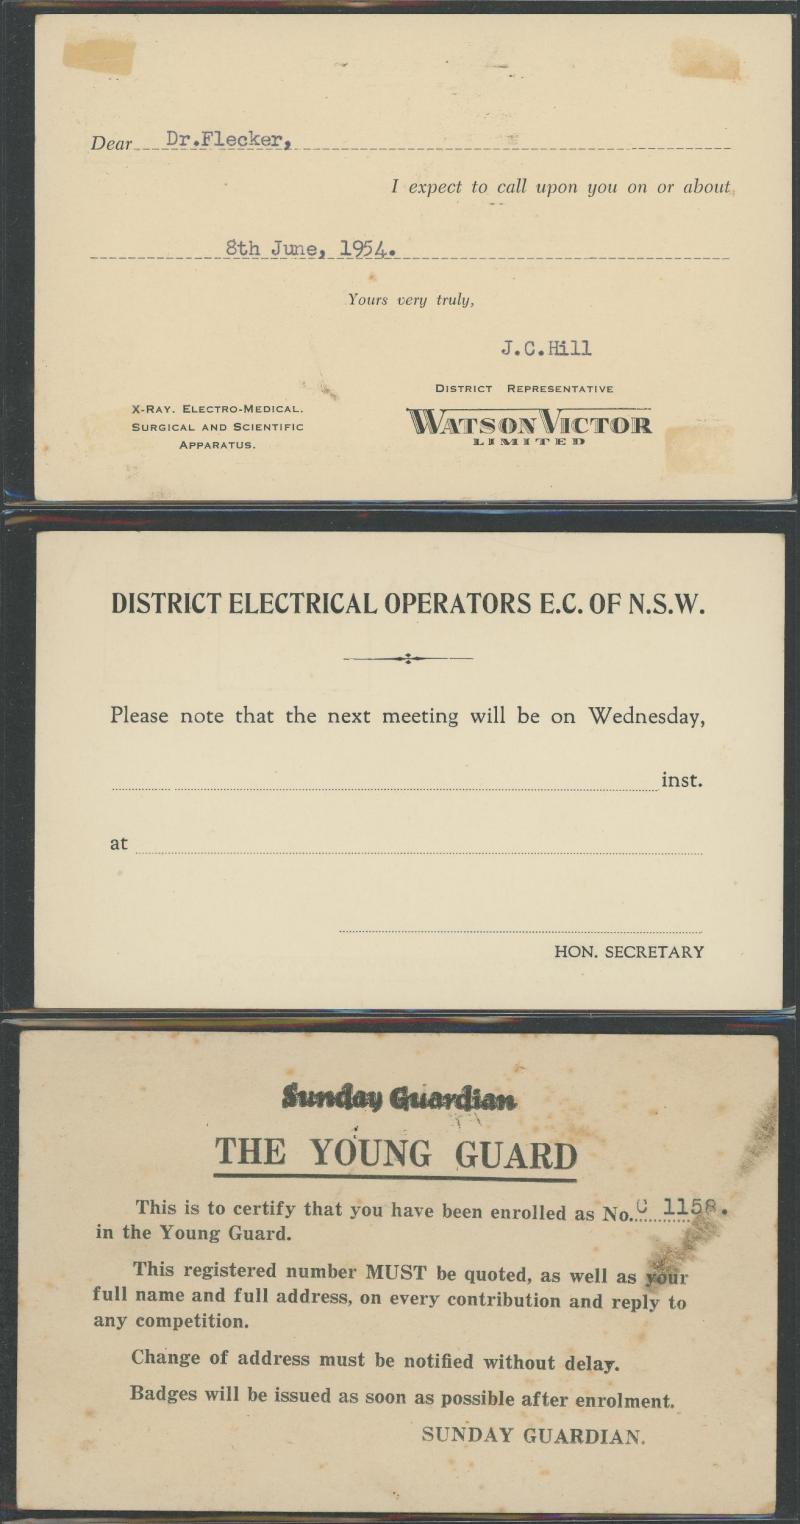 Dear Dr.Flecker,
I expect to call upon you on or about
8th June, 1954.
Yours very truly,
J.C.Hill
DISTRICT REPRESENTATIVE
X-RAY. ELECTRO-MEDICAL.
SURGICAL AND SCIENTIFIC
APPARATUS.
WATSON VICTOR
LIMITED
DISTRICT ELECTRICAL OPERATORS E.C. OF N.S.W.
Please note that the next meeting will be on Wednesday,
inst.
at
HON. SECRETARY
Sunday Guardian
THE YOUNG GUARD
This is to certify that you have been enrolled as No. C 1158.
in the Young Guard.
This registered number MUST be quoted, as well as your
full name and full address, on every contribution and reply to
any competition.
Change of address must be notified without delay.
Badges will be issued as soon as possible after enrolment.
SUNDAY GUARDIAN.